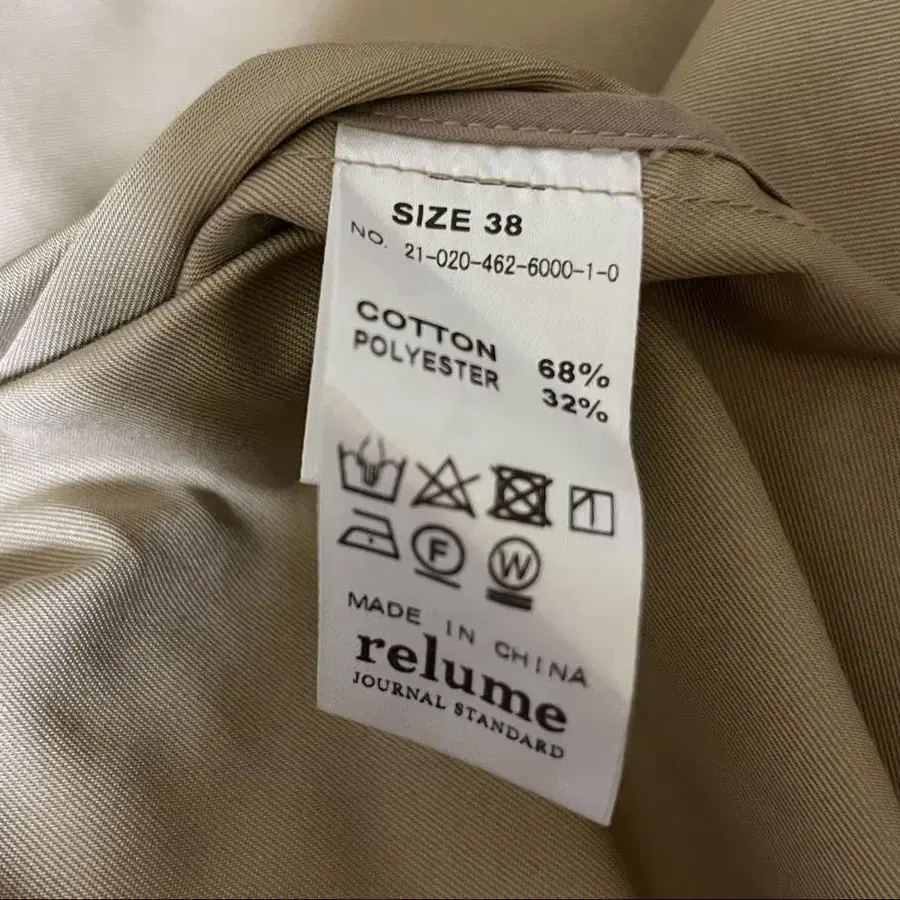 SIZE 38
NO. 21-020-462-6000-1-0
COTTON 68%
POLYESTER 32%
F W
MADE IN CHINA
relume
JOURNAL STANDARD